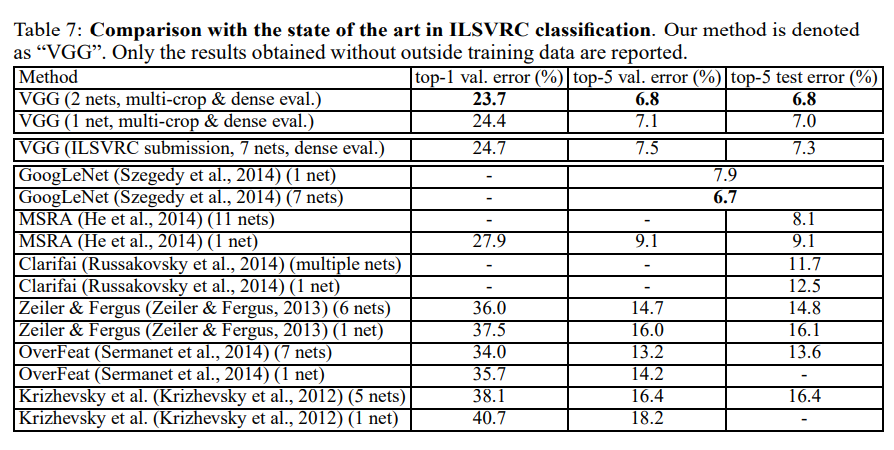 Table 7: Comparison with the state of the art in ILSVRC classification. Our method is denoted
as “VGG”. Only the results obtained without outside training data are reported.
Method top-1 val. error (%) top-5 val. error (%) top-5 test error (%)
VGG (2 nets, multi-crop & dense eval.) 23.7 6.8 6.8
VGG (1 net, multi-crop & dense eval.) 24.4 7.1 7.0
VGG (ILSVRC submission, 7 nets, dense eval.) 24.7 7.5 7.3
GoogLeNet (Szegedy et al., 2014) (1 net) - 7.9
GoogLeNet (Szegedy et al., 2014) (7 nets) - 6.7
MSRA (He et al., 2014) (11 nets) - - 8.1
MSRA (He et al., 2014) (1 net) 27.9 9.1 9.1
Clarifai (Russakovsky et al., 2014) (multiple nets) - - 11.7
Clarifai (Russakovsky et al., 2014) (1 net) - - 12.5
Zeiler & Fergus (Zeiler & Fergus, 2013) (6 nets) 36.0 14.7 14.8
Zeiler & Fergus (Zeiler & Fergus, 2013) (1 net) 37.5 16.0 16.1
OverFeat (Sermanet et al., 2014) (7 nets) 34.0 13.2 13.6
OverFeat (Sermanet et al., 2014) (1 net) 35.7 14.2 -
Krizhevsky et al. (Krizhevsky et al., 2012) (5 nets) 38.1 16.4 16.4
Krizhevsky et al. (Krizhevsky et al., 2012) (1 net) 40.7 18.2 -